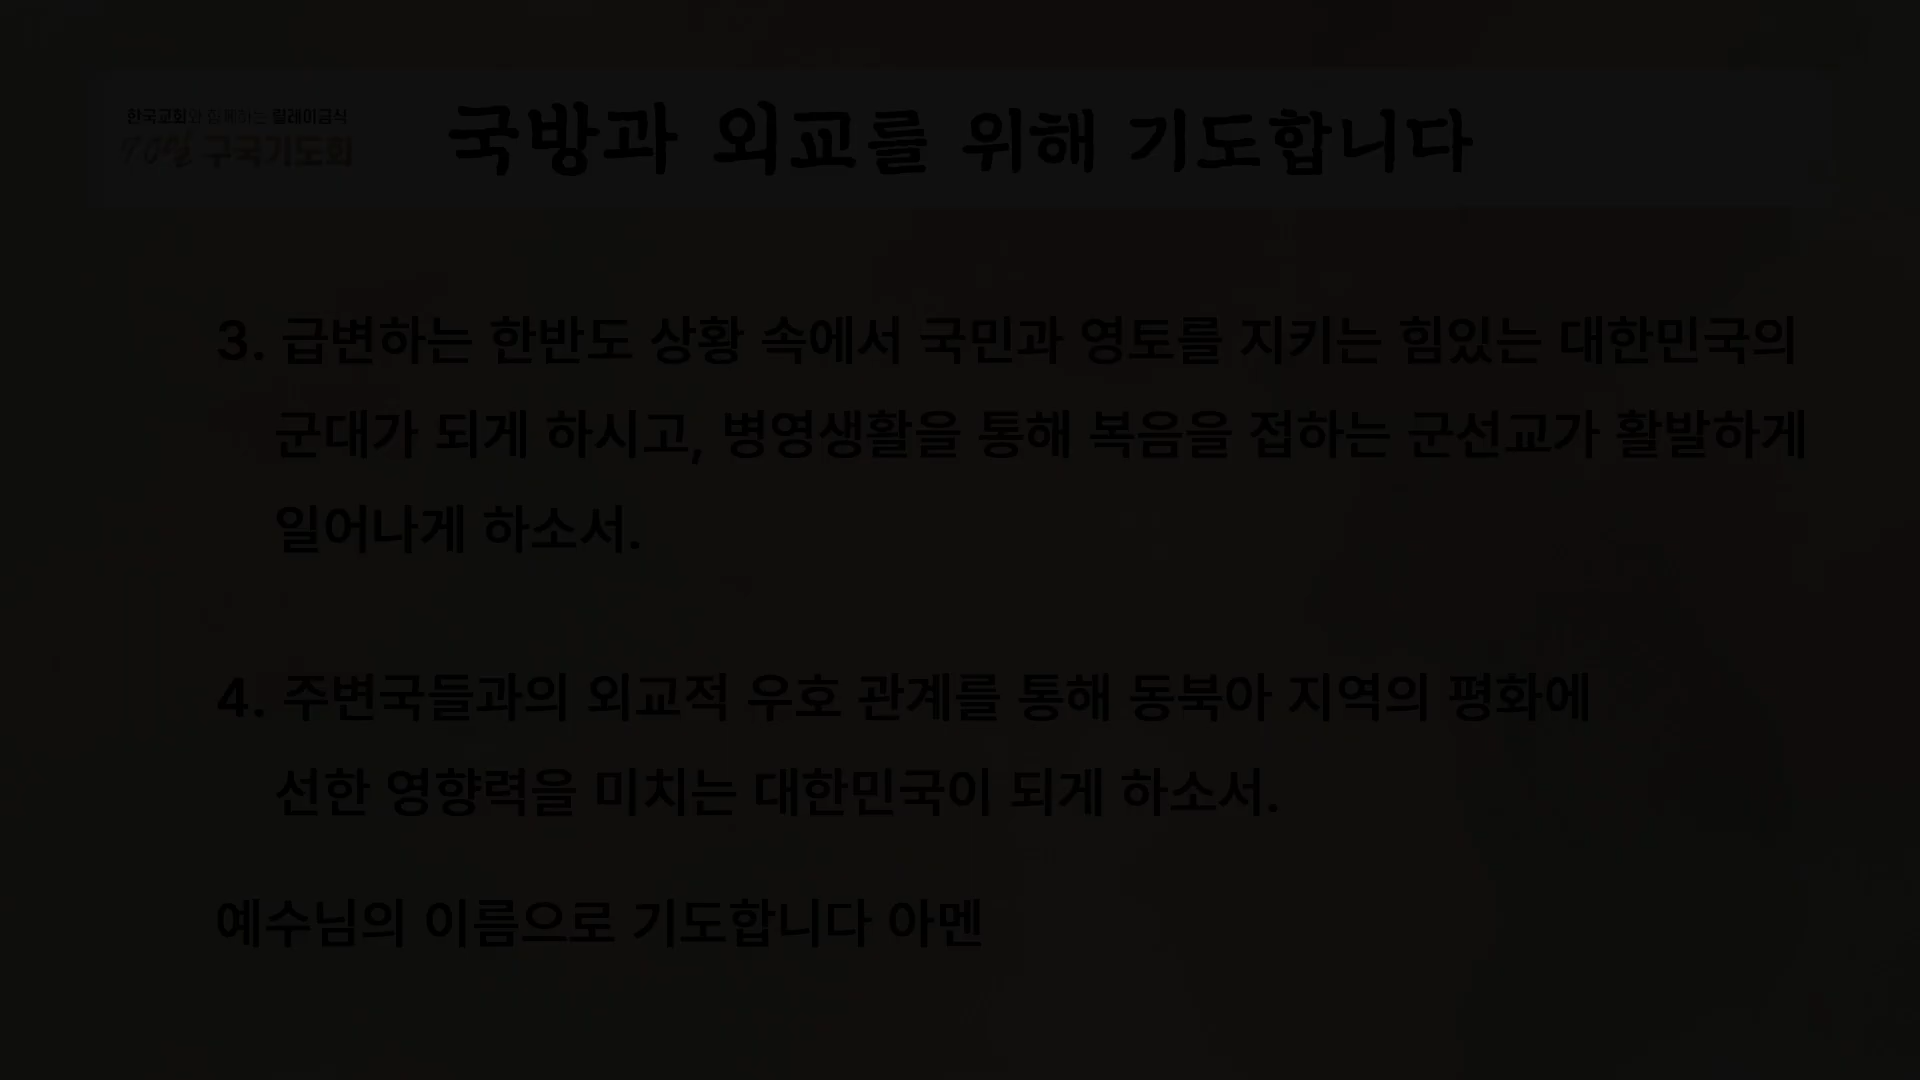 한국교회와 함께하는 릴레이금식
70일 구국기도회
국방과 외교를 위해 기도합니다
3. 급변하는 한반도 상황 속에서 국민과 영토를 지키는 힘있는 대한민국의
군대가 되게 하시고, 병영생활을 통해 복음을 접하는 군선교가 활발하게
일어나게 하소서.
4. 주변국들과의 외교적 우호 관계를 통해 동북아 지역의 평화에
선한 영향력을 미치는 대한민국이 되게 하소서.
예수님의 이름으로 기도합니다 아멘